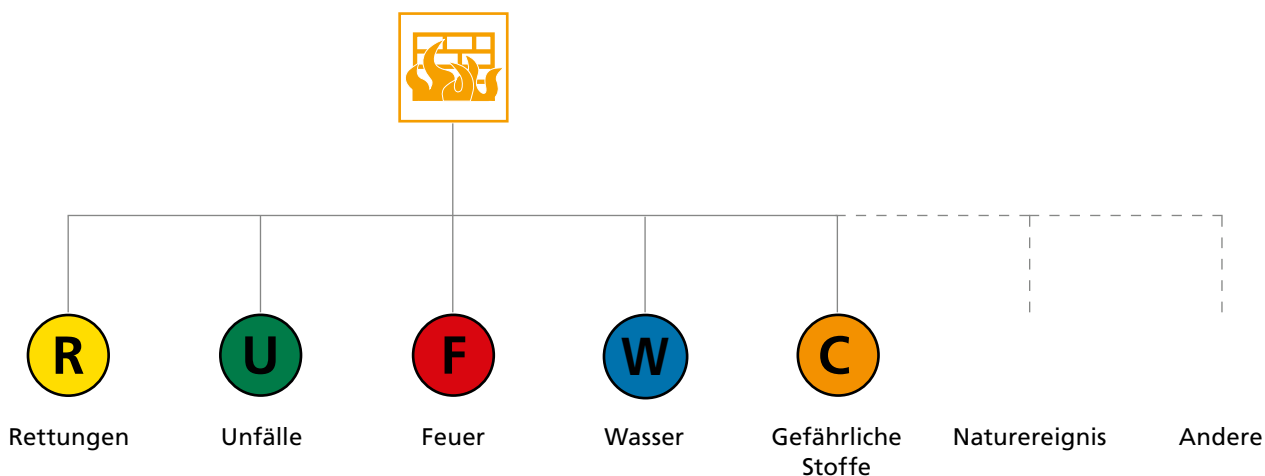 R U F W C
Rettungen Unfälle Feuer Wasser Gefährliche Stoffe Naturereignis Andere